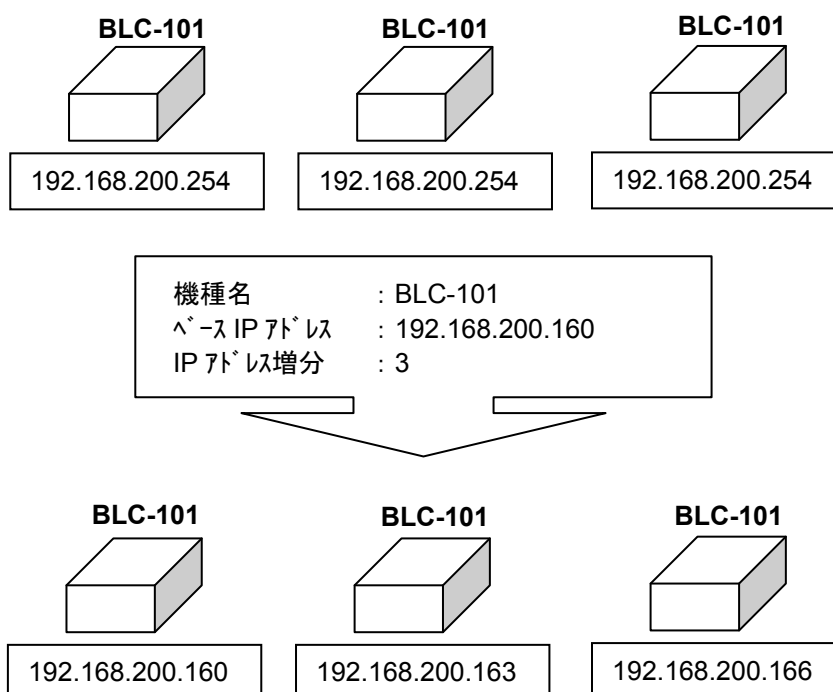 BLC-101 BLC-101 BLC-101
192.168.200.254 192.168.200.254 192.168.200.254
機種名 : BLC-101
ﾍﾞｰｽ IP ｱﾄﾞﾚｽ : 192.168.200.160
IP ｱﾄﾞﾚｽ増分 : 3
BLC-101 BLC-101 BLC-101
192.168.200.160 192.168.200.163 192.168.200.166